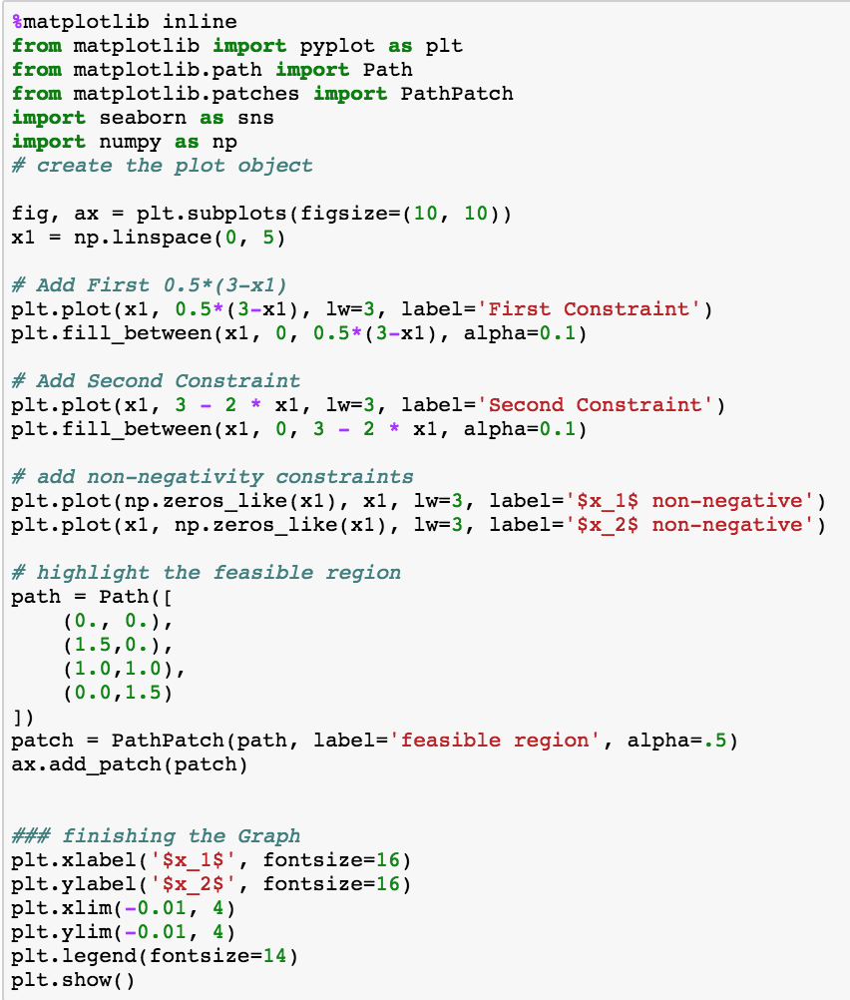 %matplotlib inline
from matplotlib import pyplot as plt
from matplotlib.path import Path
from matplotlib.patches import PathPatch
import seaborn as sns
import numpy as np
# create the plot object

fig, ax = plt.subplots(figsize=(10, 10))
x1 = np.linspace(0, 5)

# Add First 0.5*(3-x1)
plt.plot(x1, 0.5*(3-x1), lw=3, label='First Constraint')
plt.fill_between(x1, 0, 0.5*(3-x1), alpha=0.1)

# Add Second Constraint
plt.plot(x1, 3 - 2 * x1, lw=3, label='Second Constraint')
plt.fill_between(x1, 0, 3 - 2 * x1, alpha=0.1)

# add non-negativity constraints
plt.plot(np.zeros_like(x1), x1, lw=3, label='$x_1$ non-negative')
plt.plot(x1, np.zeros_like(x1), lw=3, label='$x_2$ non-negative')

# highlight the feasible region
path = Path([
    (0., 0.),
    (1.5,0.),
    (1.0,1.0),
    (0.0,1.5)
])
patch = PathPatch(path, label='feasible region', alpha=.5)
ax.add_patch(patch)


### finishing the Graph
plt.xlabel('$x_1$', fontsize=16)
plt.ylabel('$x_2$', fontsize=16)
plt.xlim(-0.01, 4)
plt.ylim(-0.01, 4)
plt.legend(fontsize=14)
plt.show()